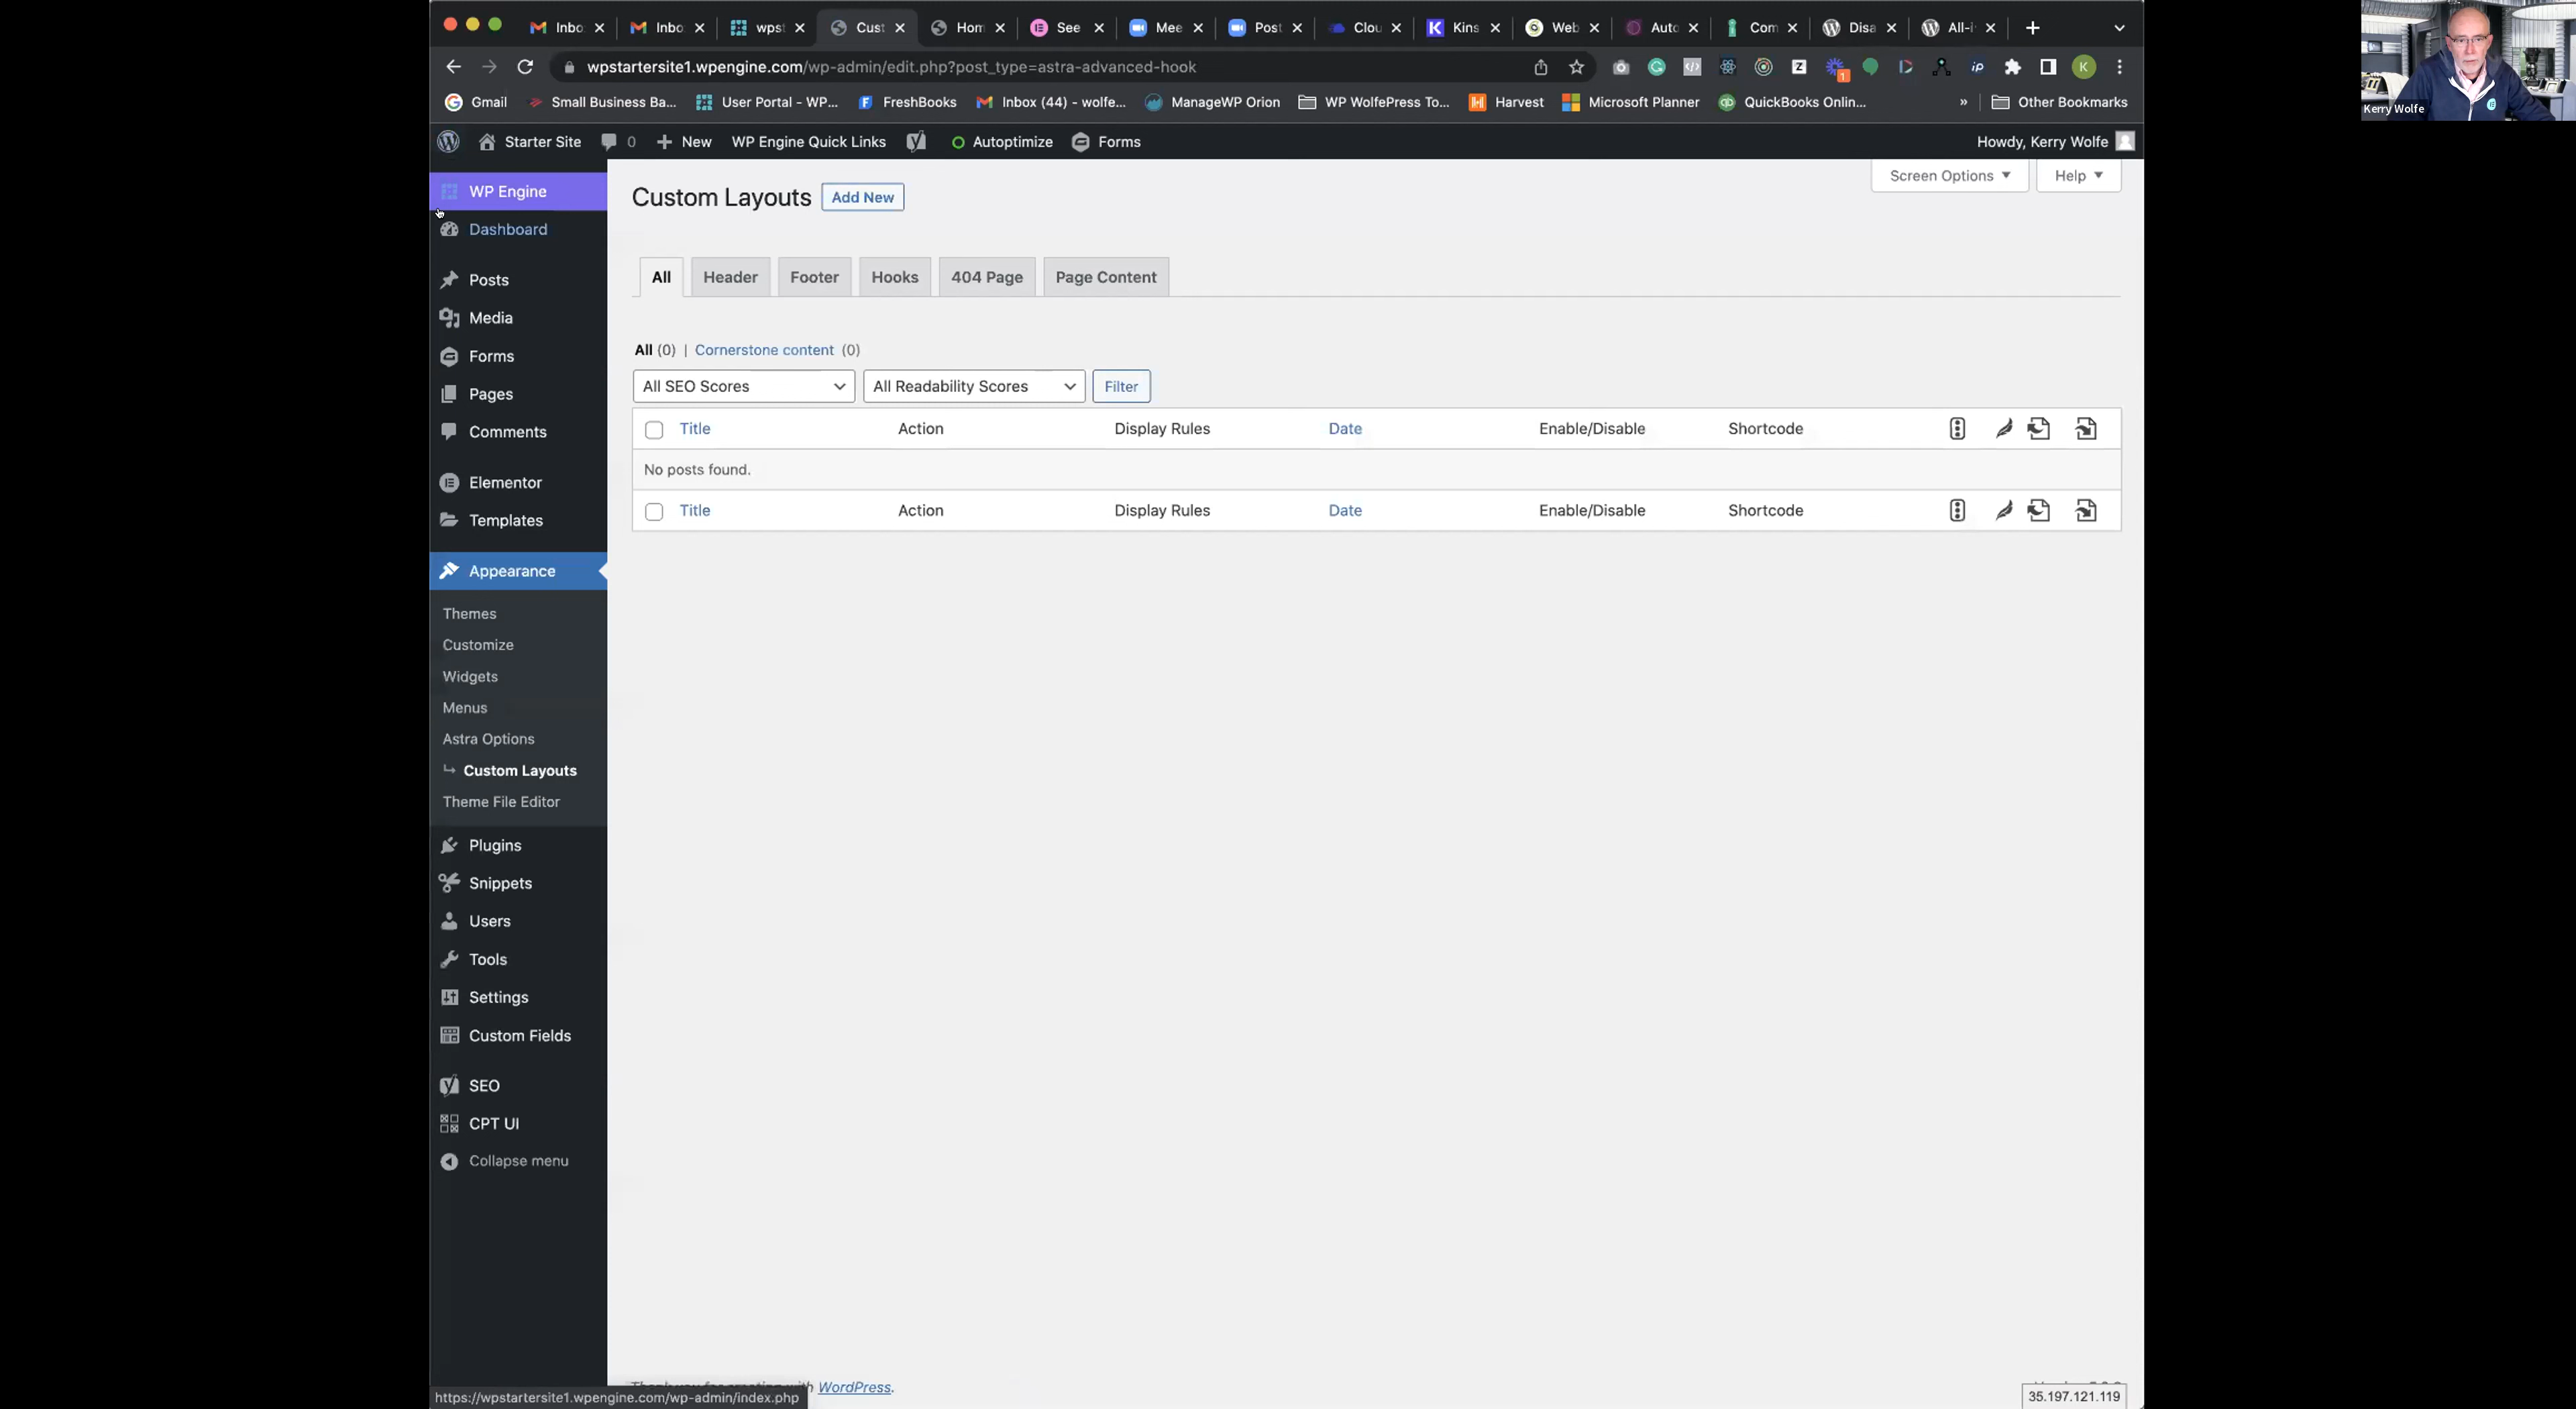 Inbo
Inbo
wpst
Cust
Hom
See
Mee
Post
Clou
Kins
Web
Auto
Com
Disa
All-i
wpstartersite1.wpengine.com/wp-admin/edit.php?post_type=astra-advanced-hook
1
iP
K
Gmail
Small Business Ba...
User Portal - WP...
FreshBooks
Inbox (44) - wolfe...
ManageWP Orion
WP WolfePress To...
Harvest
Microsoft Planner
QuickBooks Onlin...
»
Other Bookmarks
Kerry Wolfe
Starter Site
0
New
WP Engine Quick Links
Autoptimize
Forms
Howdy, Kerry Wolfe
WP Engine
Dashboard
Posts
Media
Forms
Pages
Comments
Elementor
Templates
Appearance
Themes
Customize
Widgets
Menus
Astra Options
Custom Layouts
Theme File Editor
Plugins
Snippets
Users
Tools
Settings
Custom Fields
SEO
CPT UI
Collapse menu
Screen Options
Help
Custom Layouts
Add New
All
Header
Footer
Hooks
404 Page
Page Content
All (0) | Cornerstone content (0)
All SEO Scores
All Readability Scores
Filter
Title Action Display Rules Date Enable/Disable Shortcode
No posts found.
Title Action Display Rules Date Enable/Disable Shortcode
WordPress.
https://wpstartersite1.wpengine.com/wp-admin/index.php
35.197.121.119